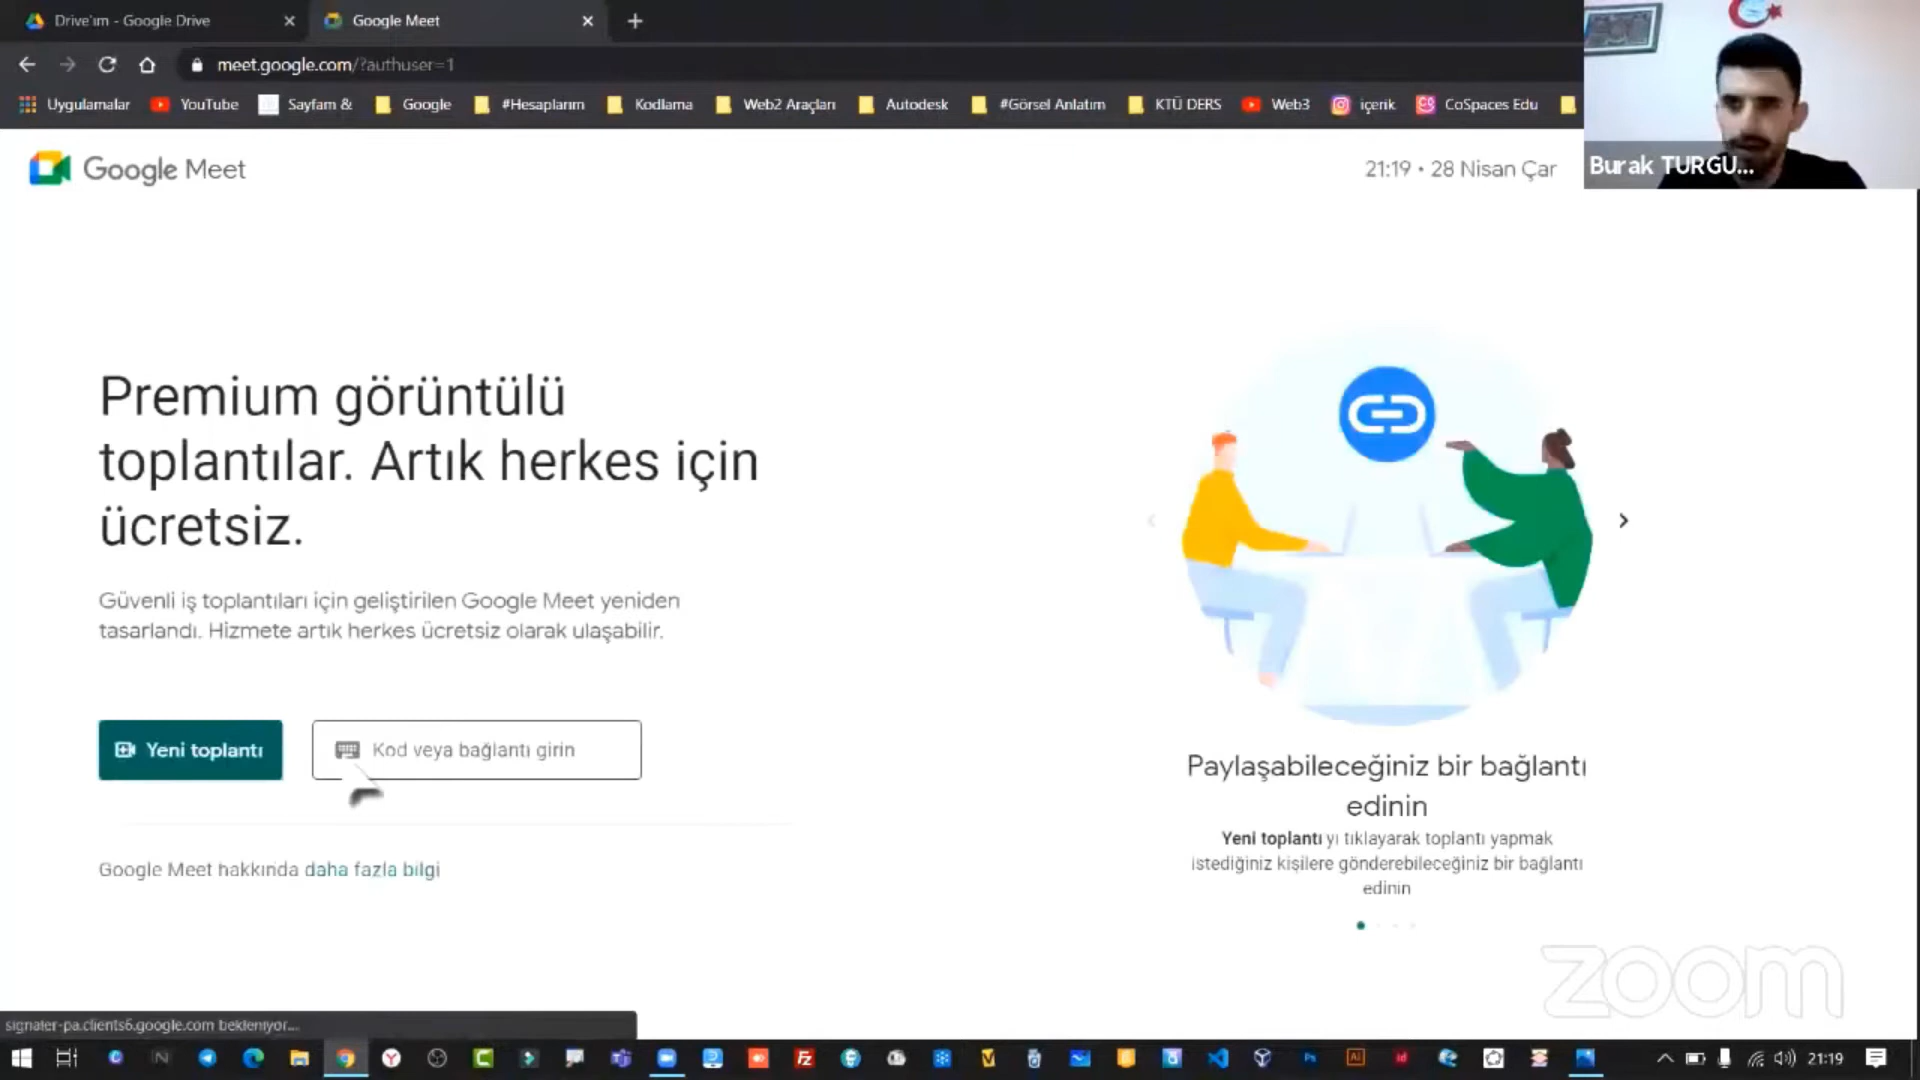 Drive'ım - Google Drive
Google Meet
meet.google.com/?authuser=1
Uygulamalar
YouTube
Sayfam &
Google
#Hesaplarım
Kodlama
Web2 Araçları
Autodesk
#Görsel Anlatım
KTÜ DERS
Web3
içerik
CoSpaces Edu
Burak TURGU...
Google Meet
21:19 • 28 Nisan Çar
Premium görüntülü
toplantılar. Artık herkes için
ücretsiz.
Güvenli iş toplantıları için geliştirilen Google Meet yeniden
tasarlandı. Hizmete artık herkes ücretsiz olarak ulaşabilir.
Yeni toplantı
Kod veya bağlantı girin
Google Meet hakkında daha fazla bilgi
Paylaşabileceğiniz bir bağlantı
edinin
Yeni toplantı yı tıklayarak toplantı yapmak
istediğiniz kişilere gönderebileceğiniz bir bağlantı
edinin
zoom
signaler-pa.clients6.google.com bekleniyor...
21:19